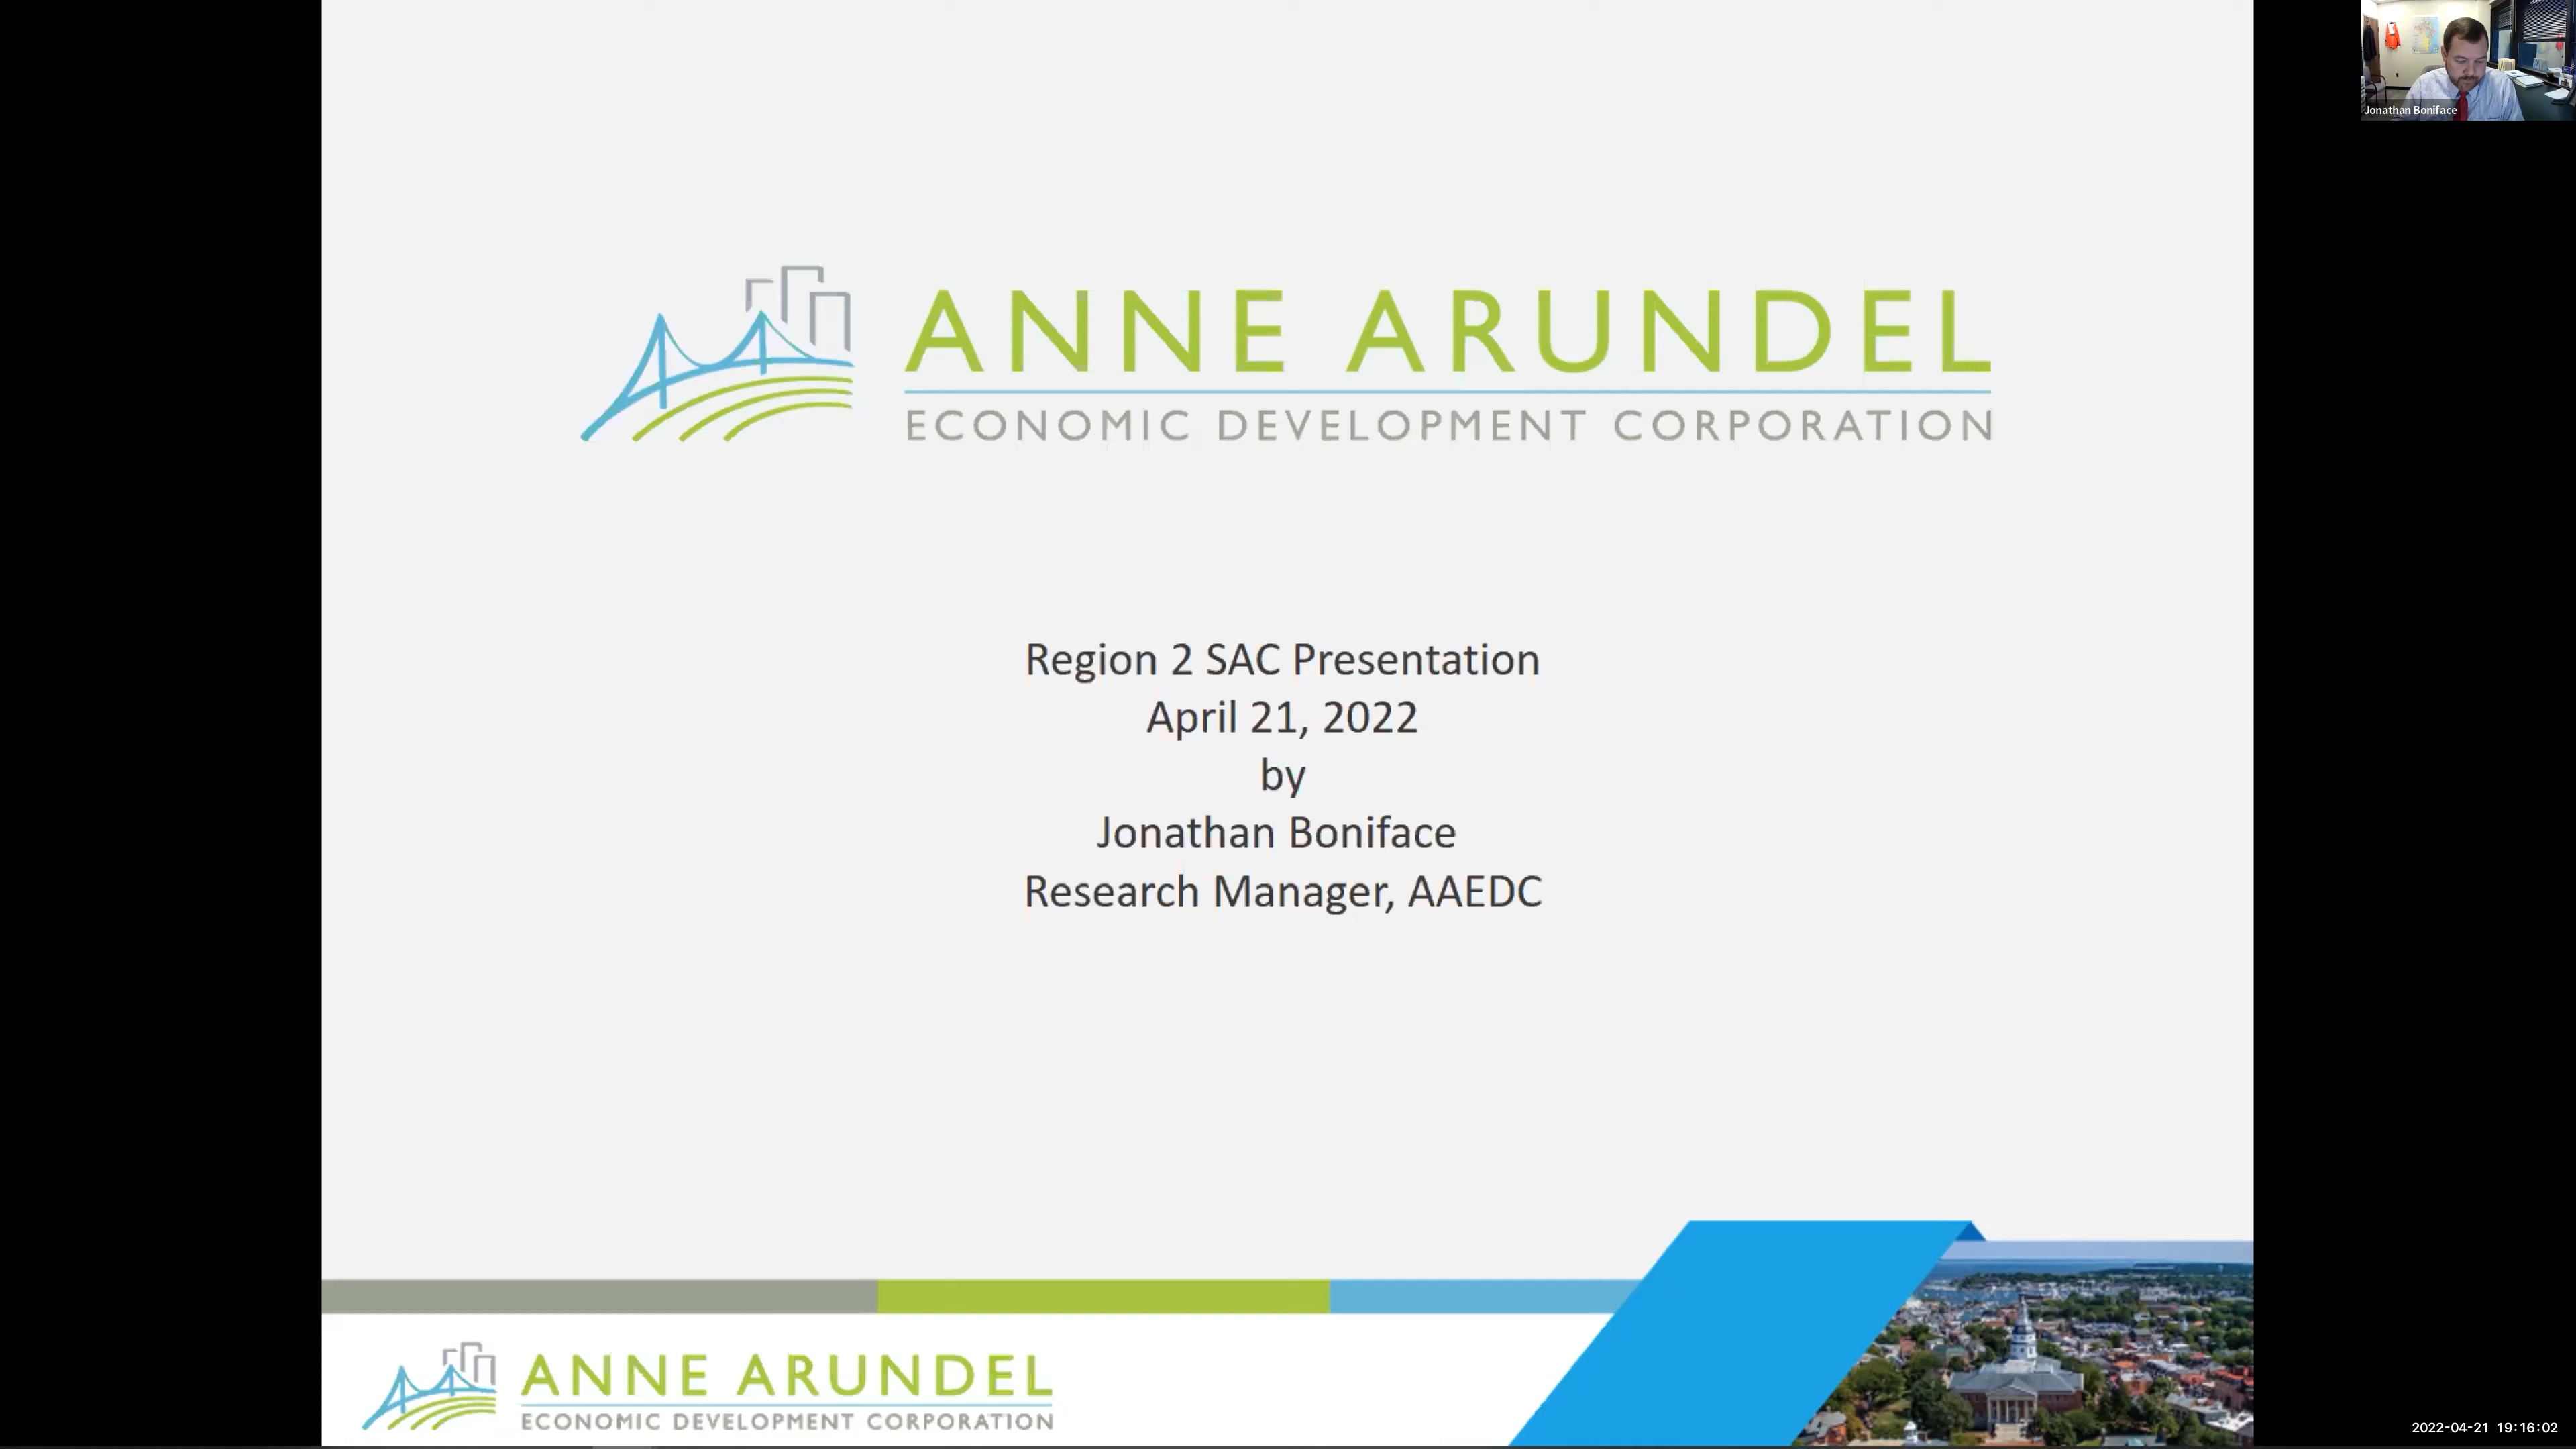 Jonathan Boniface
ANNE ARUNDEL
ECONOMIC DEVELOPMENT CORPORATION
Region 2 SAC Presentation
April 21, 2022
by
Jonathan Boniface
Research Manager, AAEDC
ANNE ARUNDEL
ECONOMIC DEVELOPMENT CORPORATION
2022-04-21 19:16:02